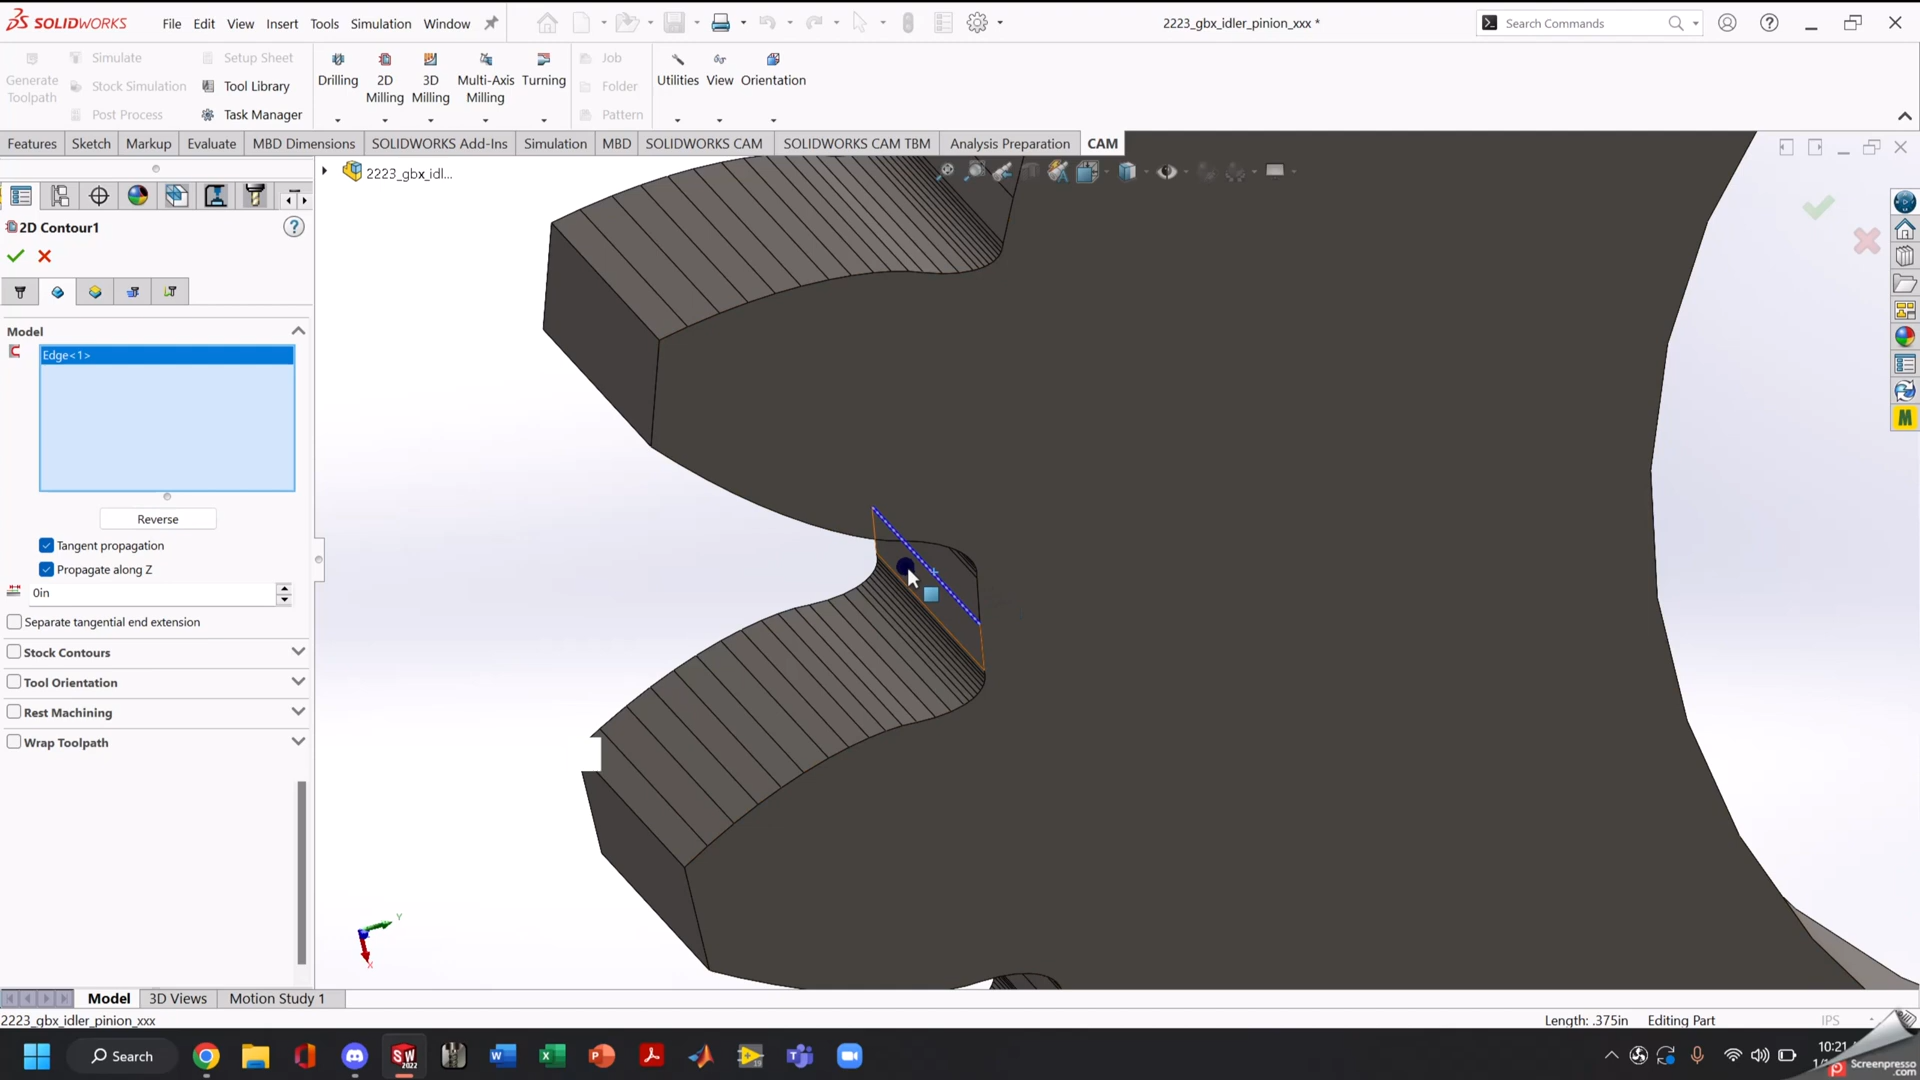 SOLIDWORKS File Edit View Insert Tools Simulation Window
2223_gbx_idler_pinion_xxx *
Search Commands
Generate
Toolpath
Simulate
Stock Simulation
Post Process
Setup Sheet
Tool Library
Task Manager
Drilling
2D
Milling
3D
Milling
Multi-Axis
Milling
Turning
Job
Folder
Pattern
Utilities
View
Orientation
Features Sketch Markup Evaluate MBD Dimensions SOLIDWORKS Add-Ins Simulation MBD SOLIDWORKS CAM SOLIDWORKS CAM TBM Analysis Preparation CAM
2223_gbx_idl...
2D Contour1
Model
Edge<1>
Reverse
Tangent propagation
Propagate along Z
0in
Separate tangential end extension
Stock Contours
Tool Orientation
Rest Machining
Wrap Toolpath
Y
X
M
Model 3D Views Motion Study 1
2223_gbx_idler_pinion_xxx
Length: .375in
Editing Part
IPS
Search
SW
2022
10:21
Screenpresso
.com